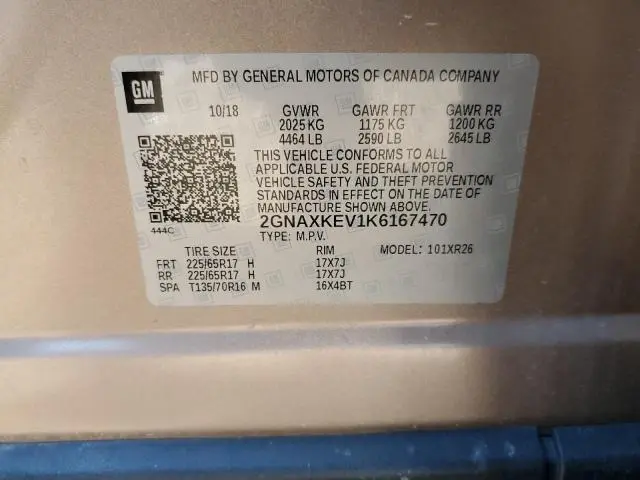 GM MFD BY GENERAL MOTORS OF CANADA COMPANY
10/18 GVWR GAWR FRT GAWR RR
2025 KG 1175 KG 1200 KG
4464 LB 2590 LB 2645 LB
THIS VEHICLE CONFORMS TO ALL
APPLICABLE U.S. FEDERAL MOTOR
VEHICLE SAFETY AND THEFT PREVENTION
STANDARDS IN EFFECT ON THE DATE OF
MANUFACTURE SHOWN ABOVE.
444C 2GNAXKEV1K6167470
TYPE: M.P.V.
TIRE SIZE RIM MODEL: 101XR26
FRT 225/65R17 H 17X7J
RR 225/65R17 H 17X7J
SPA T135/70R16 M 16X4BT